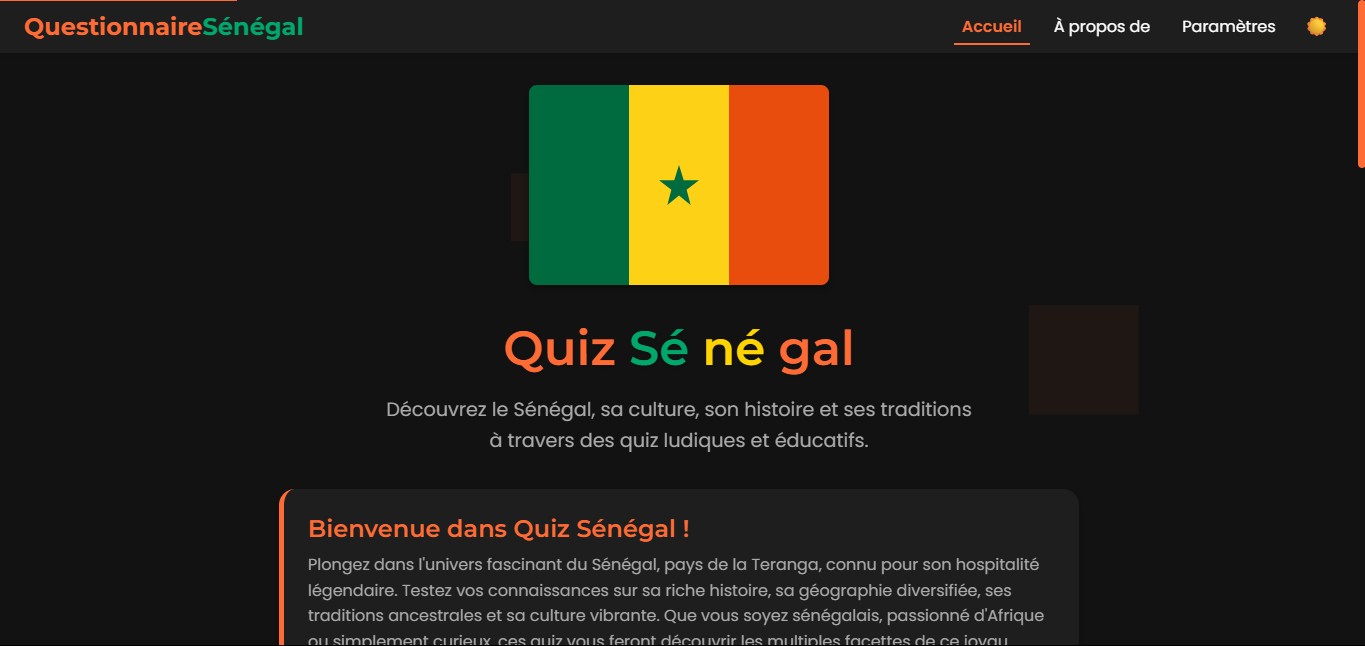 QuestionnaireSénégal
Accueil
À propos de
Paramètres
Quiz Sé né gal
Découvrez le Sénégal, sa culture, son histoire et ses traditions
à travers des quiz ludiques et éducatifs.
Bienvenue dans Quiz Sénégal !
Plongez dans l'univers fascinant du Sénégal, pays de la Teranga, connu pour son hospitalité
légendaire. Testez vos connaissances sur sa riche histoire, sa géographie diversifiée, ses
traditions ancestrales et sa culture vibrante. Que vous soyez sénégalais, passionné d'Afrique
ou simplement curieux, ces quiz vous feront découvrir les multiples facettes de ce joyau